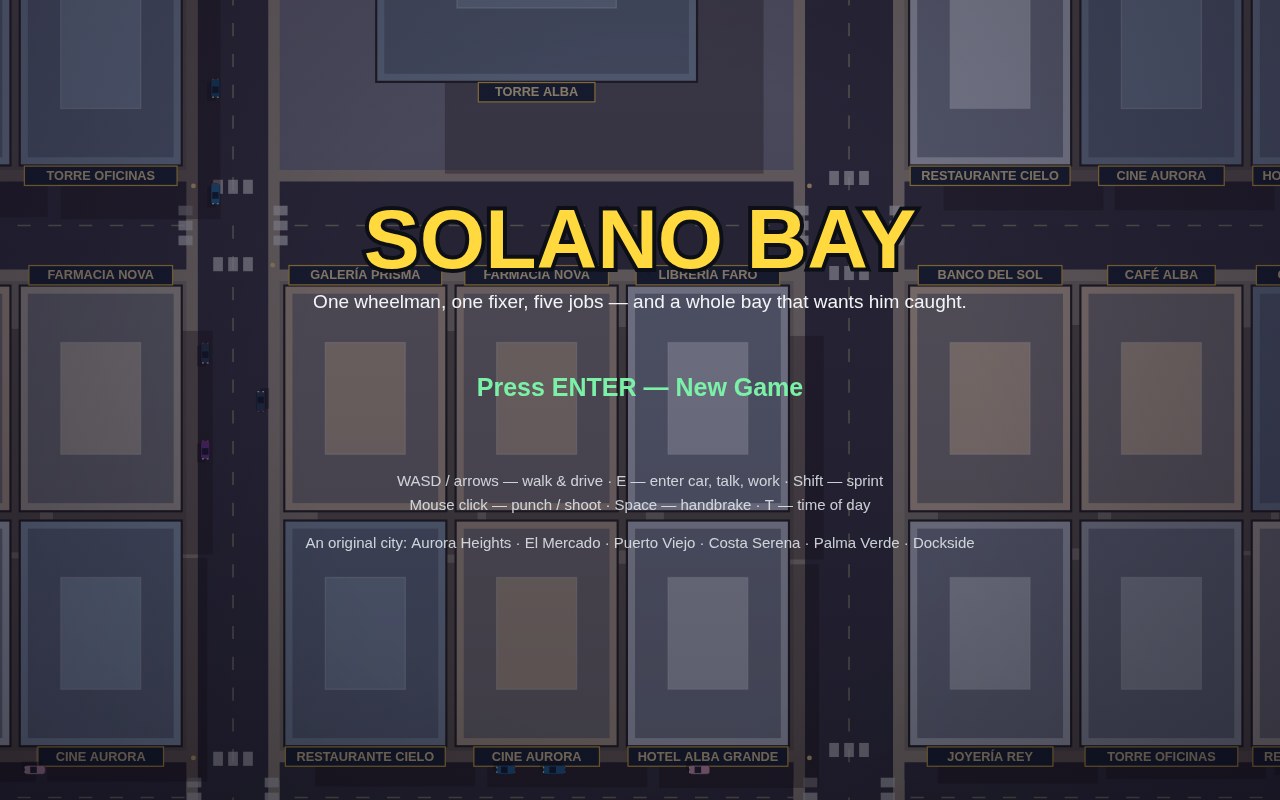 TORRE ALBA
TORRE OFICINAS
RESTAURANTE CIELO
CINE AURORA
HO
SOLANO BAY
FARMACIA NOVA
GALERÍA PRISMA
FARMACIA NOVA
LIBRERÍA FARO
BANCO DEL SOL
CAFÉ ALBA
One wheelman, one fixer, five jobs — and a whole bay that wants him caught.
Press ENTER — New Game
WASD / arrows — walk & drive · E — enter car, talk, work · Shift — sprint
Mouse click — punch / shoot · Space — handbrake · T — time of day
An original city: Aurora Heights · El Mercado · Puerto Viejo · Costa Serena · Palma Verde · Dockside
CINE AURORA
RESTAURANTE CIELO
CINE AURORA
HOTEL ALBA GRANDE
JOYERÍA REY
TORRE OFICINAS
RE